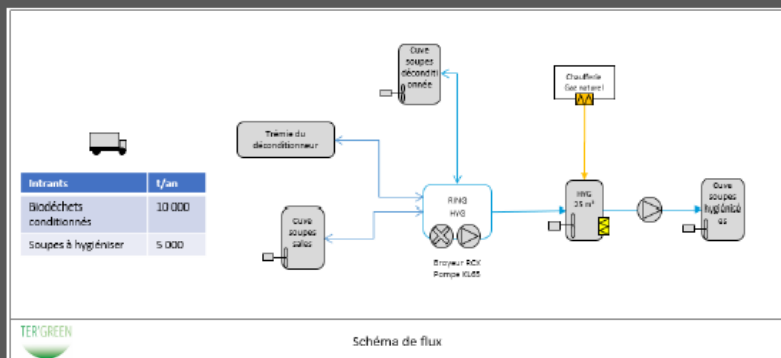 Cuve
soupes
déconditi
onnée
Chaufferie
Gaz naturel
Trémie du
déconditionneur
Intrants t/an
Biodéchets
conditionnés
10 000
Soupes à hygiéniser 5 000
Cuve
soupes
sales
RING
HYG
Broyeur RCX
Pompe KL65
HYG
25 m³
Cuve
soupes
hygiénisé
es
TER'GREEN
Schéma de flux